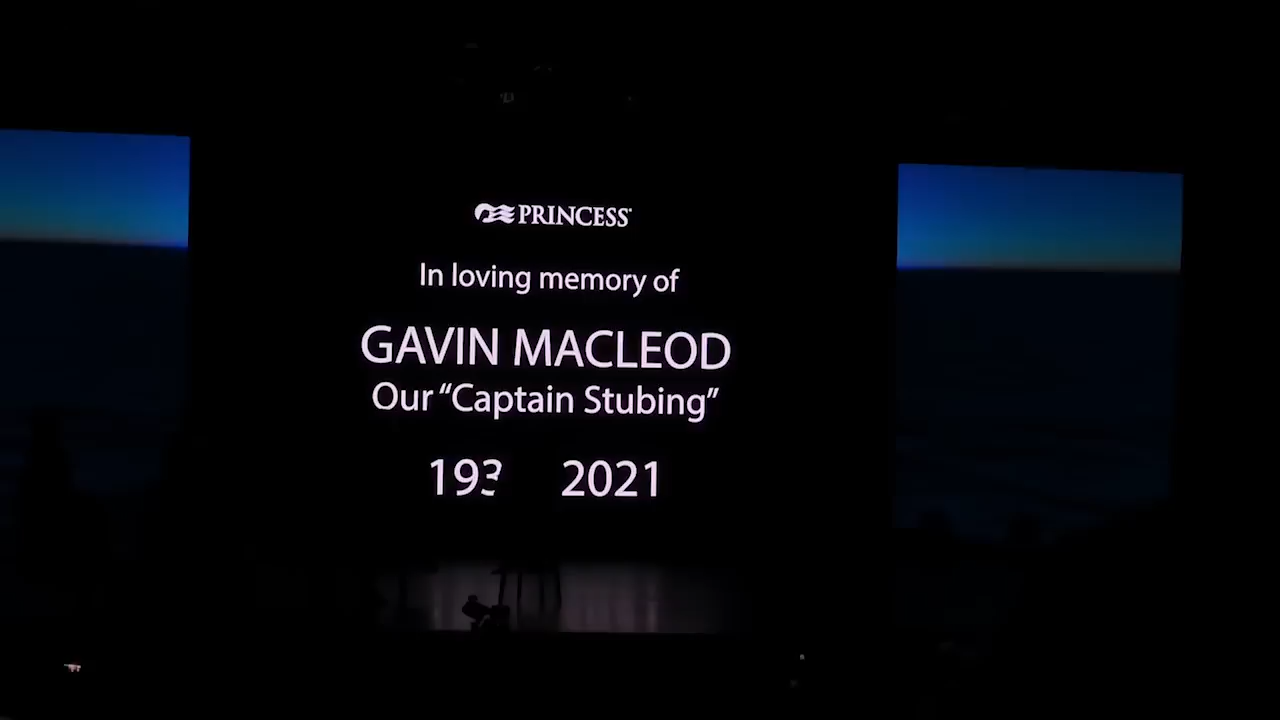 PRINCESS
In loving memory of
GAVIN MACLEOD
Our “Captain Stubing”
193 2021